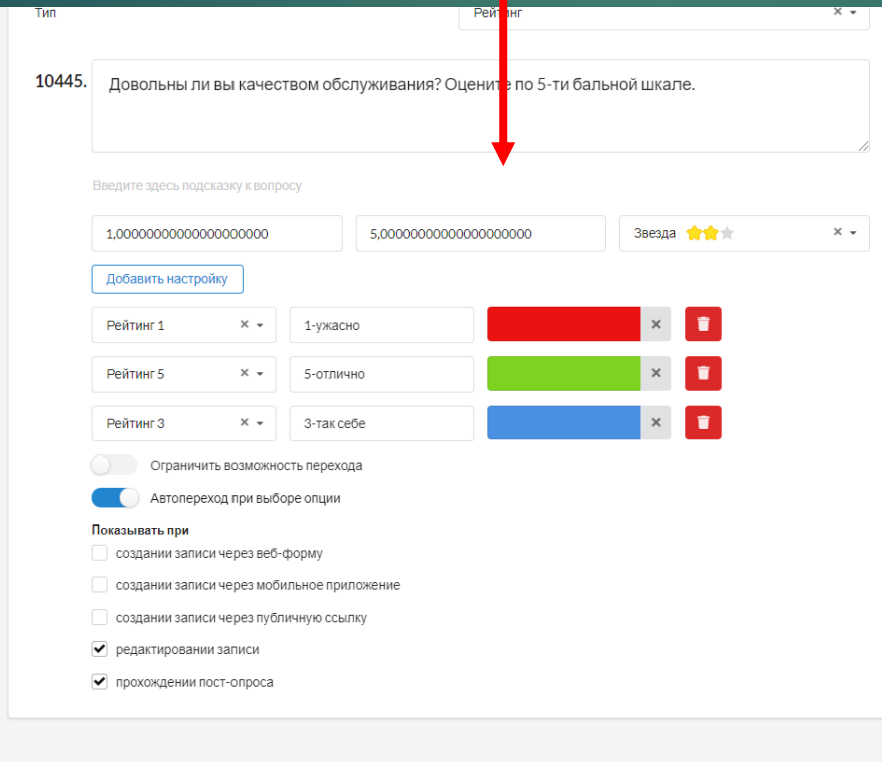 Тип
Рейтинг
10445. Довольны ли вы качеством обслуживания? Оцените по 5-ти бальной шкале.
Введите здесь подсказку к вопросу
1,00000000000000000000 5,00000000000000000000 Звезда
Добавить настройку
Рейтинг 1 1-ужасно
Рейтинг 5 5-отлично
Рейтинг 3 3-так себе
Ограничить возможность перехода
Автопереход при выборе опции
Показывать при
создании записи через веб-форму
создании записи через мобильное приложение
создании записи через публичную ссылку
редактировании записи
прохождении пост-опроса